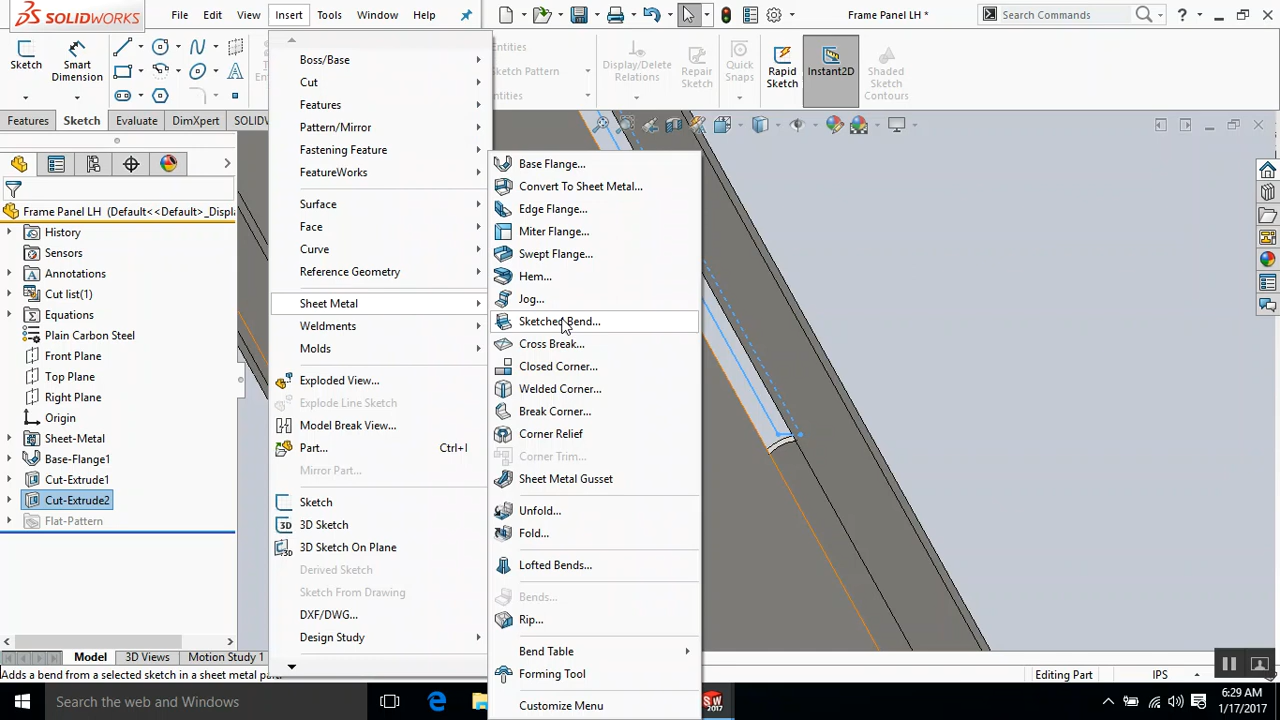 SOLIDWORKS
File Edit View Insert Tools Window Help
Frame Panel LH *
Search Commands
Sketch
Smart Dimension
Entities
Sketch Pattern
Entities
Display/Delete Relations
Repair Sketch
Quick Snaps
Rapid Sketch
Instant2D
Shaded Sketch Contours
Features Sketch Evaluate DimXpert
Frame Panel LH (Default<<Default>_Displa
History
Sensors
Annotations
Cut list(1)
Equations
Plain Carbon Steel
Front Plane
Top Plane
Right Plane
Origin
Sheet-Metal
Base-Flange1
Cut-Extrude1
Cut-Extrude2
Flat-Pattern
Boss/Base
Cut
Features
Pattern/Mirror
Fastening Feature
FeatureWorks
Surface
Face
Curve
Reference Geometry
Sheet Metal
Weldments
Molds
Exploded View...
Explode Line Sketch
Model Break View...
Part... Ctrl+I
Mirror Part...
Sketch
3D Sketch
3D Sketch On Plane
Derived Sketch
Sketch From Drawing
DXF/DWG...
Design Study
Base Flange...
Convert To Sheet Metal...
Edge Flange...
Miter Flange...
Swept Flange...
Hem...
Jog...
Sketched Bend...
Cross Break...
Closed Corner...
Welded Corner...
Break Corner...
Corner Relief
Corner Trim...
Sheet Metal Gusset
Unfold...
Fold...
Lofted Bends...
Bends...
Rip...
Bend Table
Forming Tool
Customize Menu
Model 3D Views Motion Study 1
Adds a bend from a selected sketch in a sheet metal part.
Editing Part IPS
Search the web and Windows
6:29 AM
1/17/2017